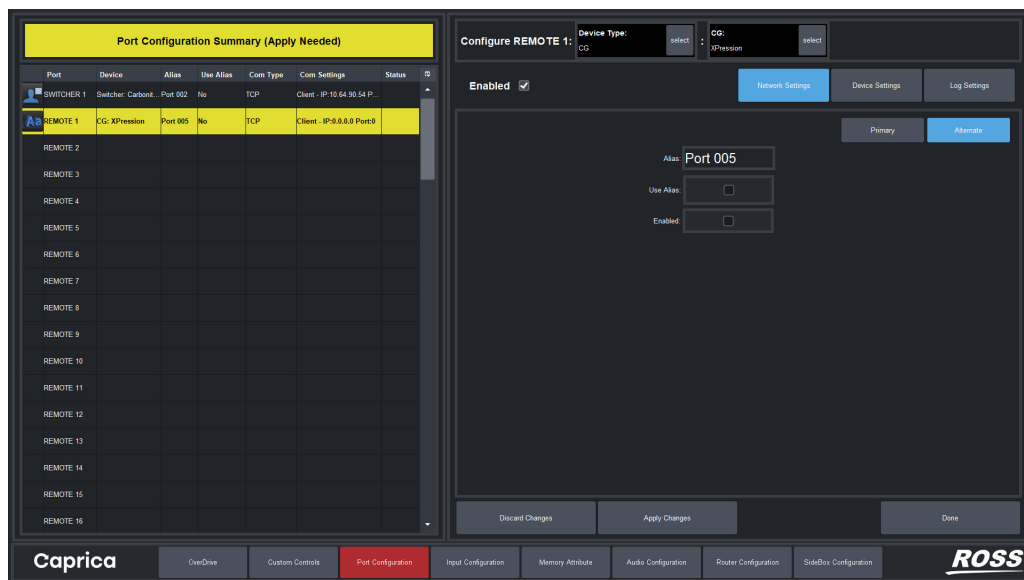 Port Configuration Summary (Apply Needed)
Port Device Alias Use Alias Com Type Com Settings Status
SWITCHER 1 Switcher: Carbonit... Port 002 No TCP Client - IP:10.64.90.54 P...
Aa REMOTE 1 CG: XPression Port 005 No TCP Client - IP:0.0.0.0 Port:0
REMOTE 2
REMOTE 3
REMOTE 4
REMOTE 5
REMOTE 6
REMOTE 7
REMOTE 8
REMOTE 9
REMOTE 10
REMOTE 11
REMOTE 12
REMOTE 13
REMOTE 14
REMOTE 15
REMOTE 16
Configure REMOTE 1: Device Type: CG select : CG: XPression select
Enabled Network Settings Device Settings Log Settings
Primary Alternate
Alias: Port 005
Use Alias:
Enabled:
Discard Changes Apply Changes Done
Caprica OverDrive Custom Controls Port Configuration Input Configuration Memory Attribute Audio Configuration Router Configuration SideBox Configuration ROSS